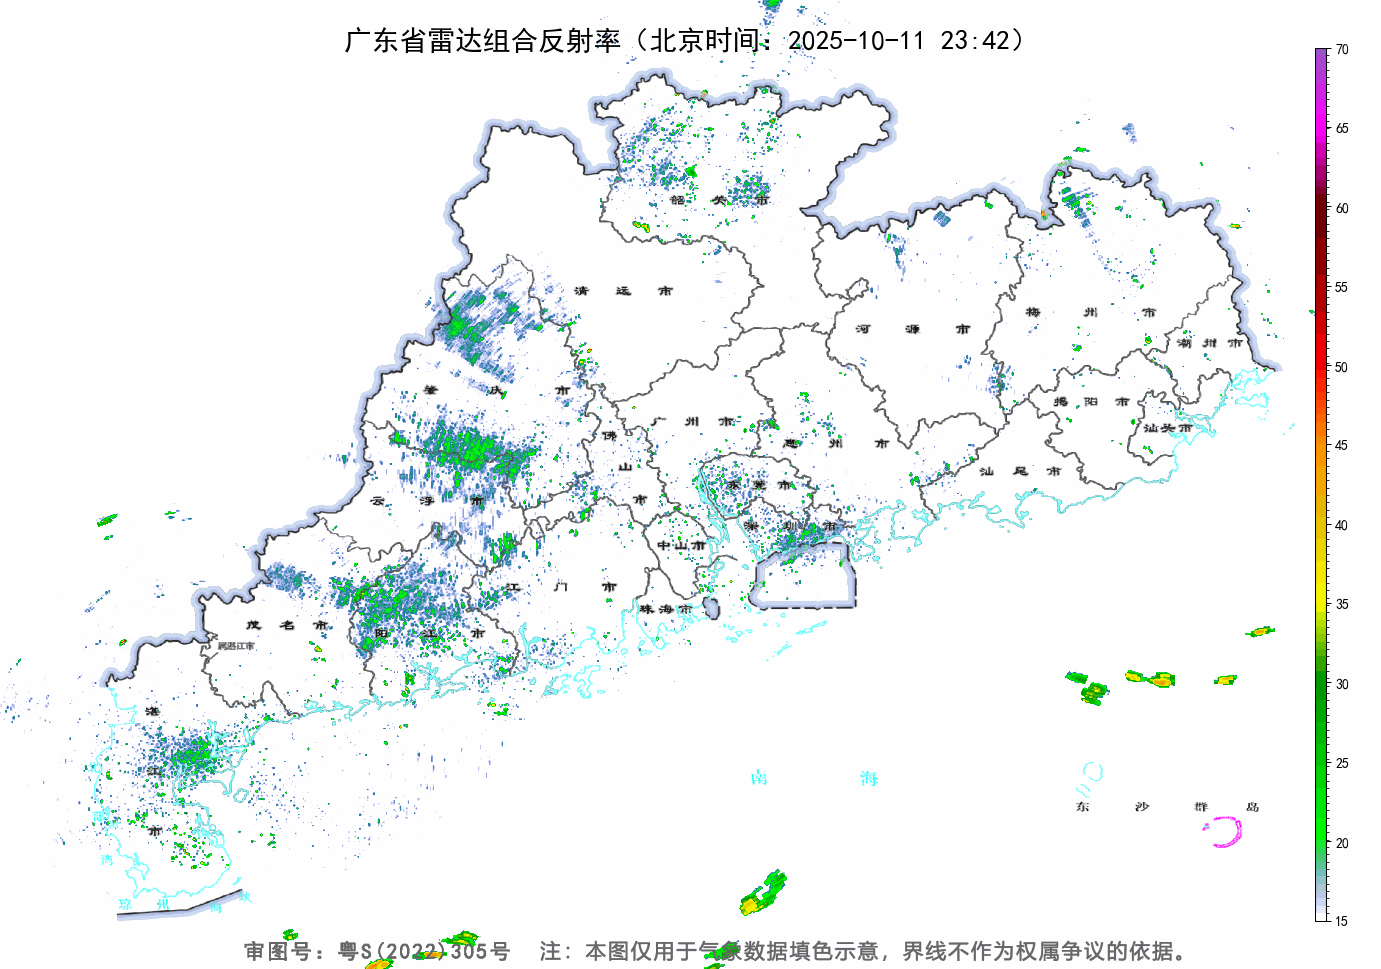 广东省雷达组合反射率（北京时间：2025-10-11 23:42）
70
65
60
55
50
45
40
35
30
25
20
15
韶 关 市
清 远 市
河 源 市
梅 州 市
潮 州 市
肇 庆 市
揭 阳 市
汕头市
广 州 市
佛 山 市
惠 州 市
汕 尾 市
云 浮 市
东 莞 市
深 圳 市
中山市
江 门 市
珠海市
茂 名 市
阳 江 市
属湛江市
湛 江 市
南 海
东 沙 群 岛
湾
琼 州 海 峡
审图号：粤S(2022)305号 注：本图仅用于气象数据填色示意，界线不作为权属争议的依据。